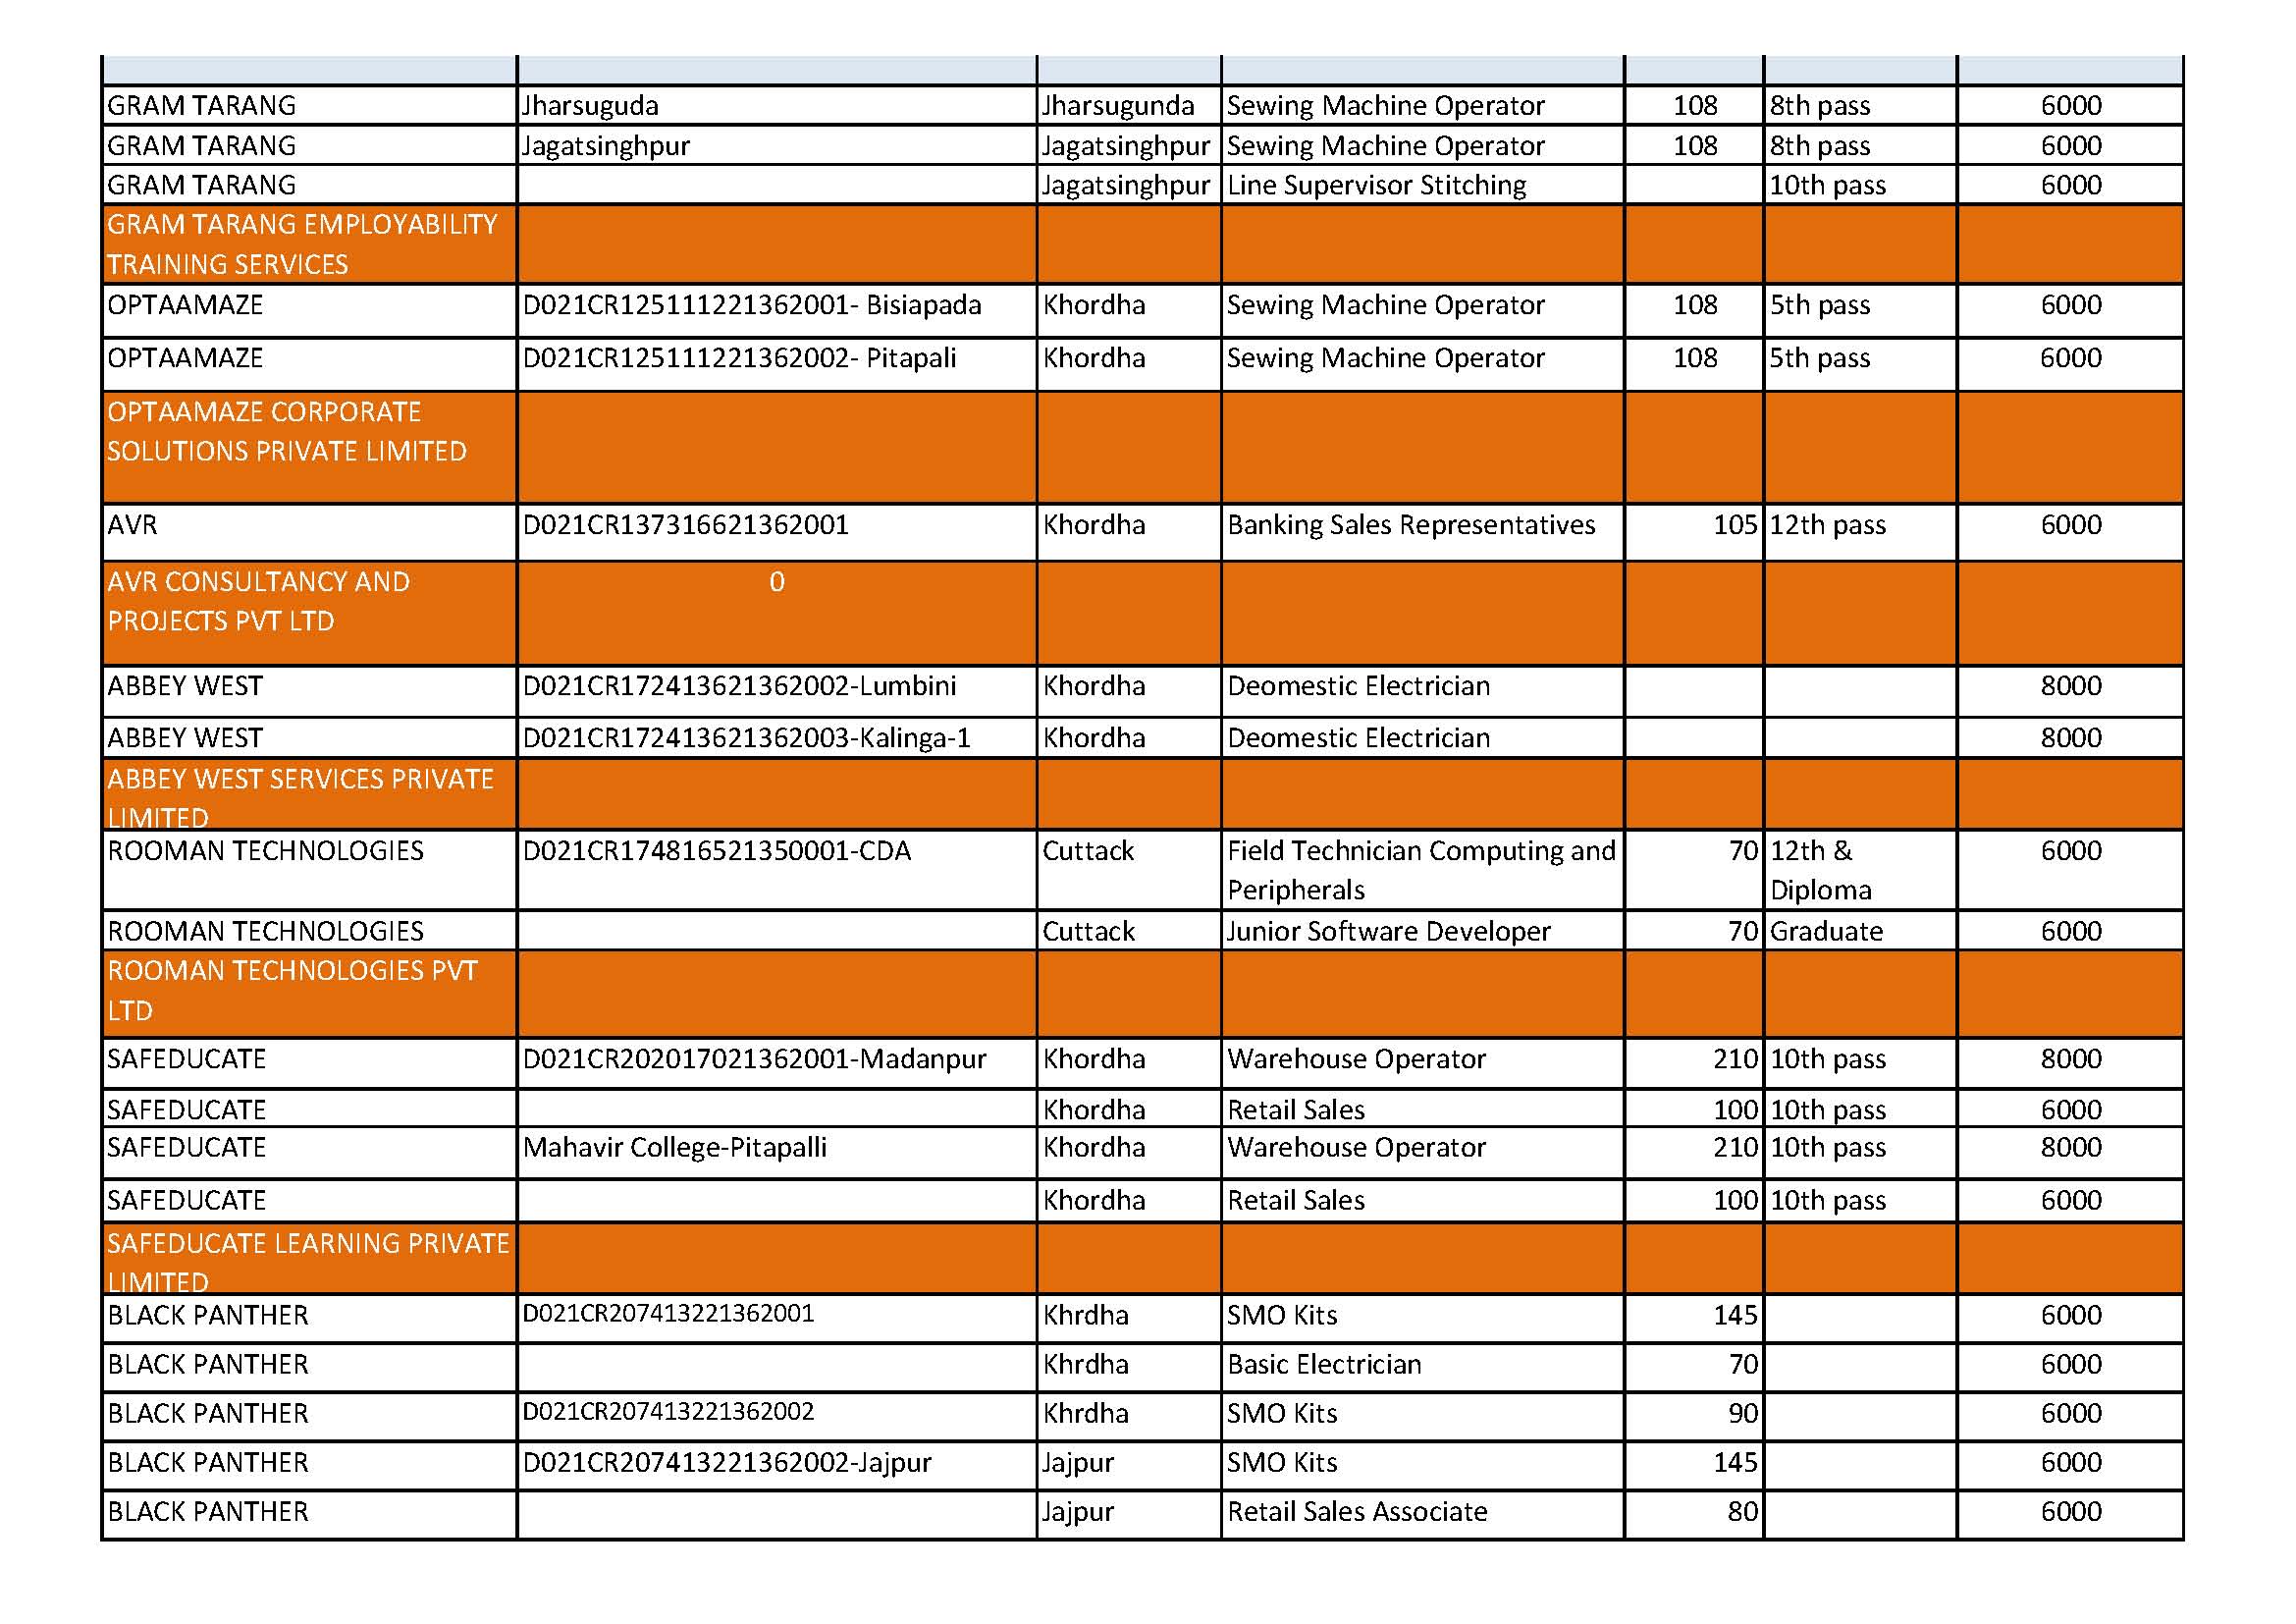 GRAM TARANG Jharsuguda Jharsugunda Sewing Machine Operator 108 8th pass 6000
GRAM TARANG Jagatsinghpur Jagatsinghpur Sewing Machine Operator 108 8th pass 6000
GRAM TARANG Jagatsinghpur Line Supervisor Stitching 10th pass 6000
GRAM TARANG EMPLOYABILITY
TRAINING SERVICES
OPTAAMAZE D021CR125111221362001- Bisiapada Khordha Sewing Machine Operator 108 5th pass 6000
OPTAAMAZE D021CR125111221362002- Pitapali Khordha Sewing Machine Operator 108 5th pass 6000
OPTAAMAZE CORPORATE
SOLUTIONS PRIVATE LIMITED
AVR D021CR137316621362001 Khordha Banking Sales Representatives 105 12th pass 6000
AVR CONSULTANCY AND 0
PROJECTS PVT LTD
ABBEY WEST D021CR172413621362002-Lumbini Khordha Deomestic Electrician 8000
ABBEY WEST D021CR172413621362003-Kalinga-1 Khordha Deomestic Electrician 8000
ABBEY WEST SERVICES PRIVATE
LIMITED
ROOMAN TECHNOLOGIES D021CR174816521350001-CDA Cuttack Field Technician Computing and 70 12th & 6000
Peripherals Diploma
ROOMAN TECHNOLOGIES Cuttack Junior Software Developer 70 Graduate 6000
ROOMAN TECHNOLOGIES PVT
LTD
SAFEDUCATE D021CR202017021362001-Madanpur Khordha Warehouse Operator 210 10th pass 8000
SAFEDUCATE Khordha Retail Sales 100 10th pass 6000
SAFEDUCATE Mahavir College-Pitapalli Khordha Warehouse Operator 210 10th pass 8000
SAFEDUCATE Khordha Retail Sales 100 10th pass 6000
SAFEDUCATE LEARNING PRIVATE
LIMITED
BLACK PANTHER D021CR207413221362001 Khrdha SMO Kits 145 6000
BLACK PANTHER Khrdha Basic Electrician 70 6000
BLACK PANTHER D021CR207413221362002 Khrdha SMO Kits 90 6000
BLACK PANTHER D021CR207413221362002-Jajpur Jajpur SMO Kits 145 6000
BLACK PANTHER Jajpur Retail Sales Associate 80 6000